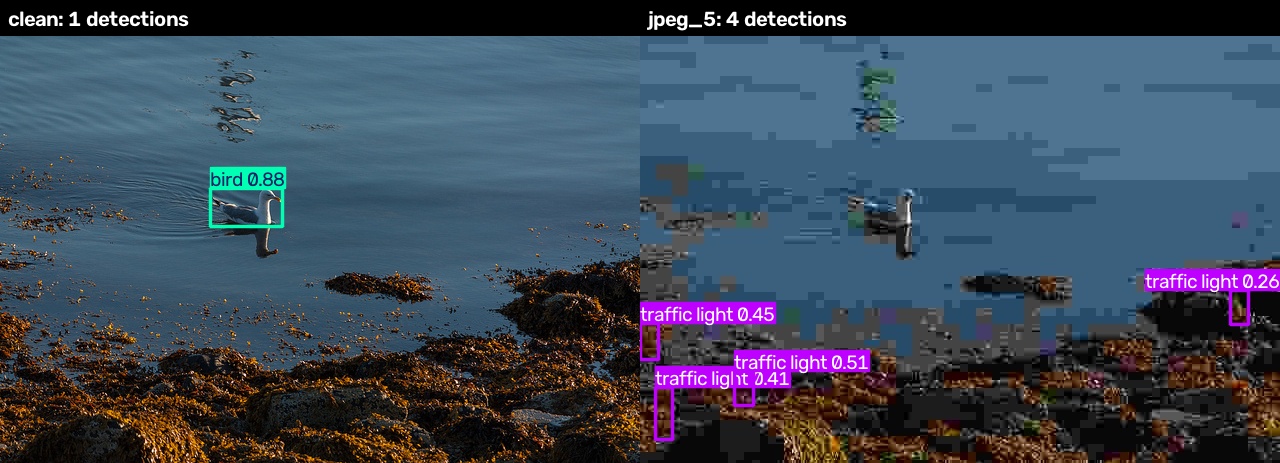 clean: 1 detections
jpeg_5: 4 detections
bird 0.88
traffic light 0.26
traffic light 0.45
traffic light 0.51
traffic light 0.41